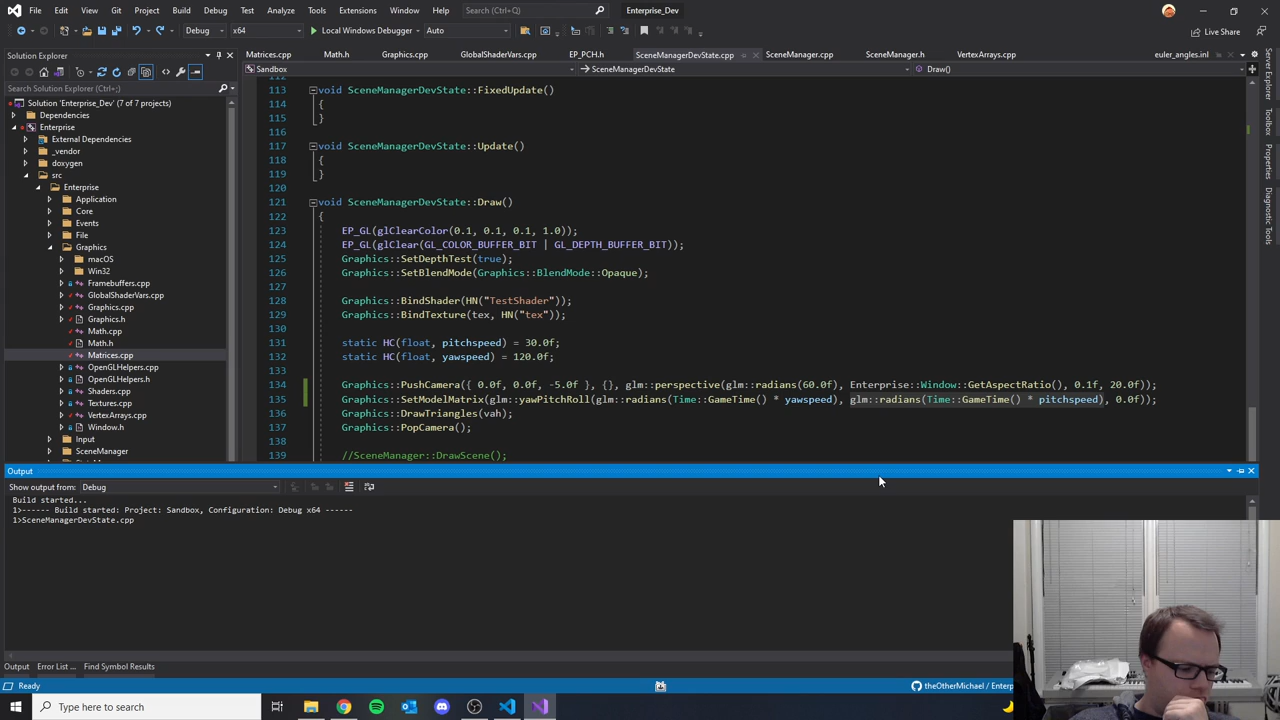 File Edit View Git Project Build Debug Test Analyze Tools Extensions Window Help Search (Ctrl+Q) Enterprise_Dev
Debug x64 Local Windows Debugger Auto Live Share
Solution Explorer
Matrices.cpp Math.h Graphics.cpp GlobalShaderVars.cpp EP_PCH.h SceneManagerDevState.cpp SceneManager.cpp SceneManager.h VertexArrays.cpp euler_angles.inl
Sandbox SceneManagerDevState Draw()
Search Solution Explorer (Ctrl+;)
Solution 'Enterprise_Dev' (7 of 7 projects)
Dependencies
Enterprise
External Dependencies
_vendor
doxygen
src
Enterprise
Application
Core
Events
File
Graphics
macOS
Win32
Framebuffers.cpp
GlobalShaderVars.cpp
Graphics.cpp
Graphics.h
Math.cpp
Math.h
Matrices.cpp
OpenGLHelpers.cpp
OpenGLHelpers.h
Shaders.cpp
Textures.cpp
VertexArrays.cpp
Window.h
Input
SceneManager
112
113 void SceneManagerDevState::FixedUpdate()
114 {
115 }
116
117 void SceneManagerDevState::Update()
118 {
119 }
120
121 void SceneManagerDevState::Draw()
122 {
123 EP_GL(glClearColor(0.1, 0.1, 0.1, 1.0));
124 EP_GL(glClear(GL_COLOR_BUFFER_BIT | GL_DEPTH_BUFFER_BIT));
125 Graphics::SetDepthTest(true);
126 Graphics::SetBlendMode(Graphics::BlendMode::Opaque);
127
128 Graphics::BindShader(HN("TestShader"));
129 Graphics::BindTexture(tex, HN("tex"));
130
131 static HC(float, pitchspeed) = 30.0f;
132 static HC(float, yawspeed) = 120.0f;
133
134 Graphics::PushCamera({ 0.0f, 0.0f, -5.0f }, {}, glm::perspective(glm::radians(60.0f), Enterprise::Window::GetAspectRatio(), 0.1f, 20.0f));
135 Graphics::SetModelMatrix(glm::yawPitchRoll(glm::radians(Time::GameTime() * yawspeed), glm::radians(Time::GameTime() * pitchspeed), 0.0f));
136 Graphics::DrawTriangles(vah);
137 Graphics::PopCamera();
138
139 //SceneManager::DrawScene();
Server Explorer
Toolbox
Properties
Diagnostic Tools
Output
Show output from: Debug
Build started...
1>------ Build started: Project: Sandbox, Configuration: Debug x64 ------
1>SceneManagerDevState.cpp
Output Error List ... Find Symbol Results
Ready theOtherMichael / Enterp
Type here to search